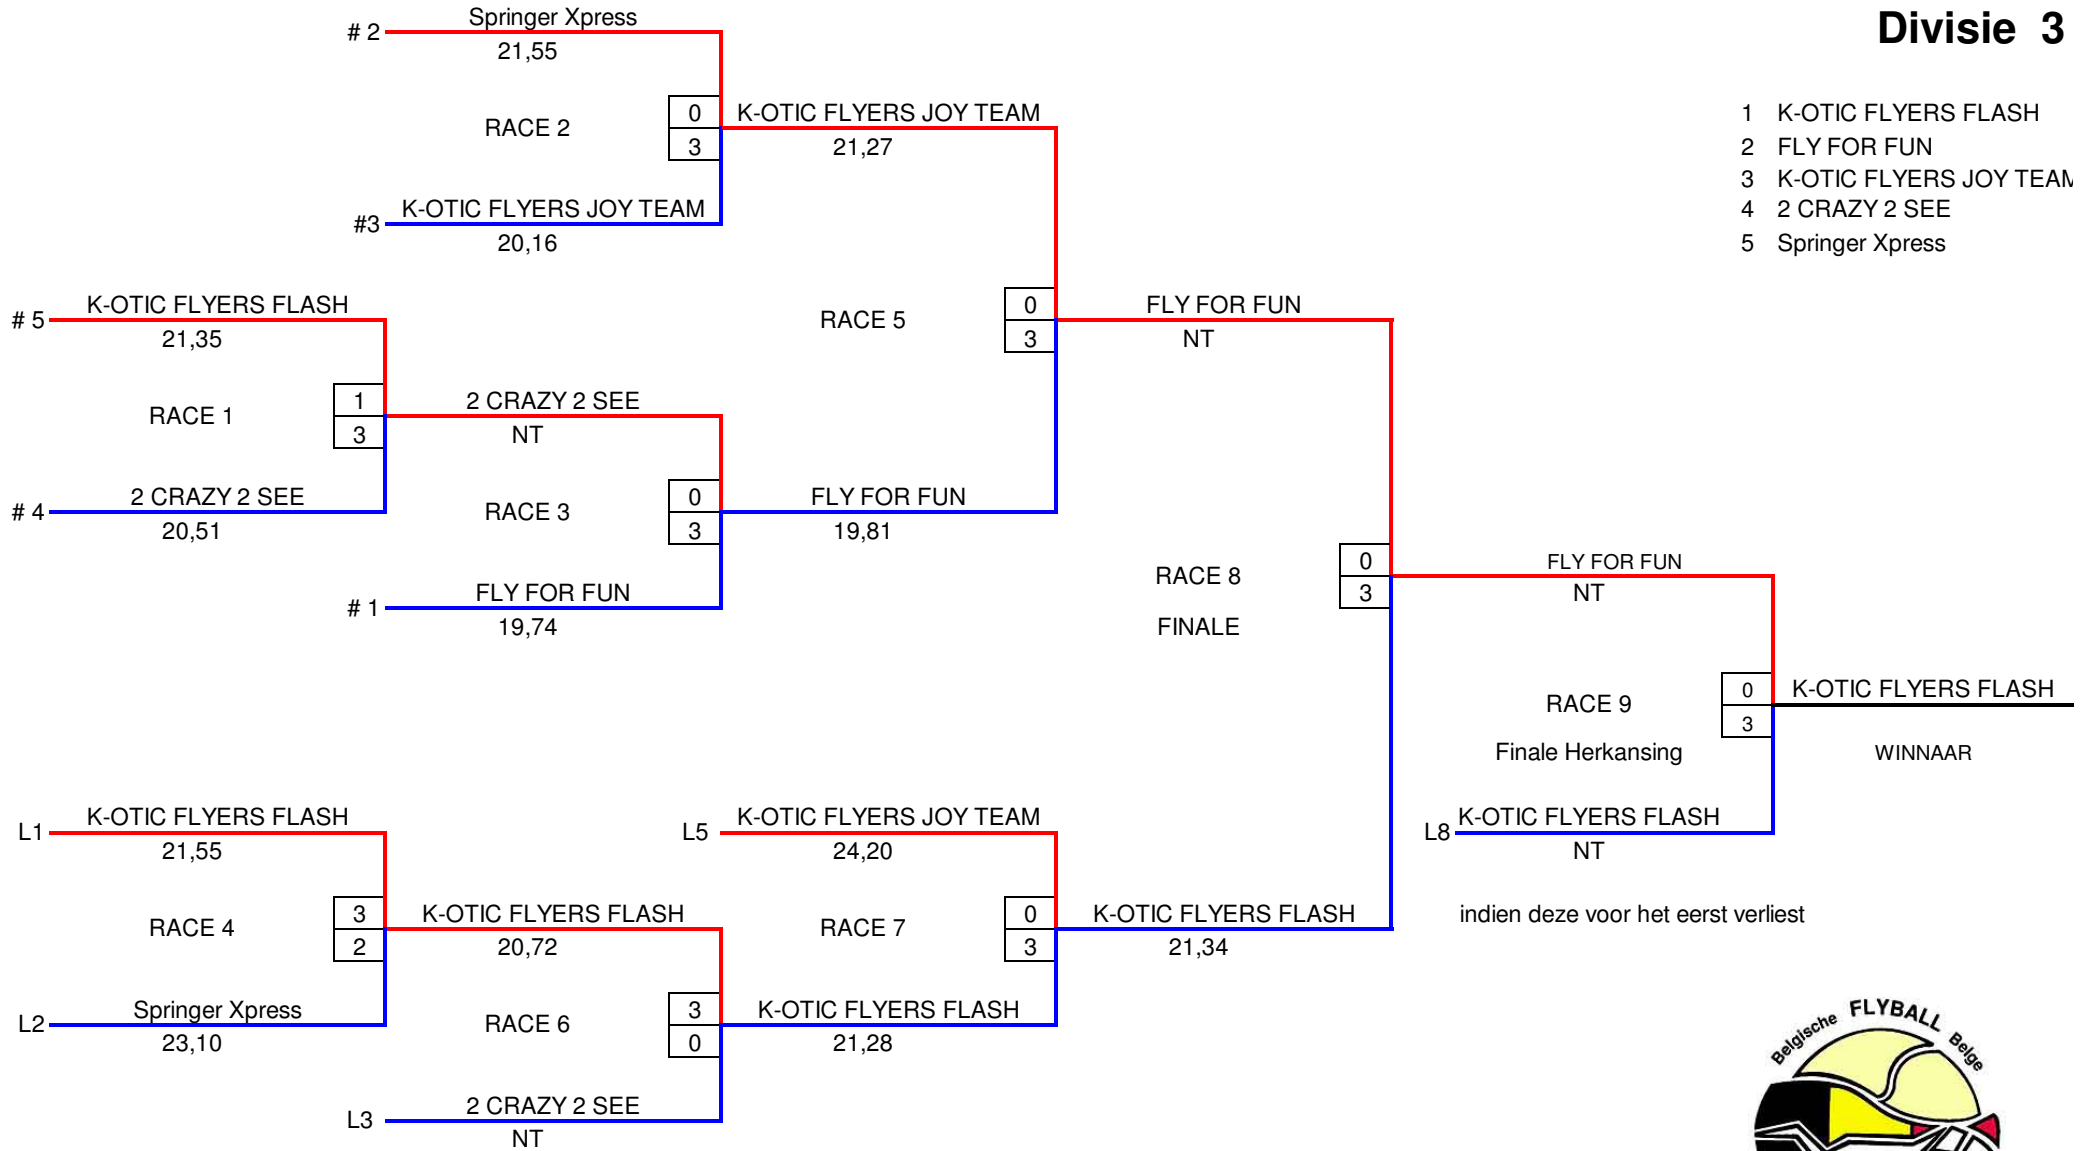 Divisie 3
Springer Xpress
# 2
21,55
RACE 2
0
3
K-OTIC FLYERS JOY TEAM
21,27
K-OTIC FLYERS JOY TEAM
#3
20,16
1 K-OTIC FLYERS FLASH
2 FLY FOR FUN
3 K-OTIC FLYERS JOY TEAM
4 2 CRAZY 2 SEE
5 Springer Xpress
K-OTIC FLYERS FLASH
# 5
21,35
RACE 1
1
3
2 CRAZY 2 SEE
NT
2 CRAZY 2 SEE
# 4
20,51
RACE 3
0
3
FLY FOR FUN
19,81
FLY FOR FUN
# 1
19,74
RACE 5
0
3
FLY FOR FUN
NT
RACE 8
FINALE
0
3
FLY FOR FUN
NT
RACE 9
Finale Herkansing
0
3
K-OTIC FLYERS FLASH
WINNAAR
K-OTIC FLYERS FLASH
L8
NT
indien deze voor het eerst verliest
K-OTIC FLYERS FLASH
L1
21,55
RACE 4
3
2
K-OTIC FLYERS FLASH
20,72
Springer Xpress
L2
23,10
RACE 6
3
0
K-OTIC FLYERS FLASH
21,28
2 CRAZY 2 SEE
L3
NT
K-OTIC FLYERS JOY TEAM
L5
24,20
RACE 7
0
3
K-OTIC FLYERS FLASH
21,34
Belgische FLYBALL Belge